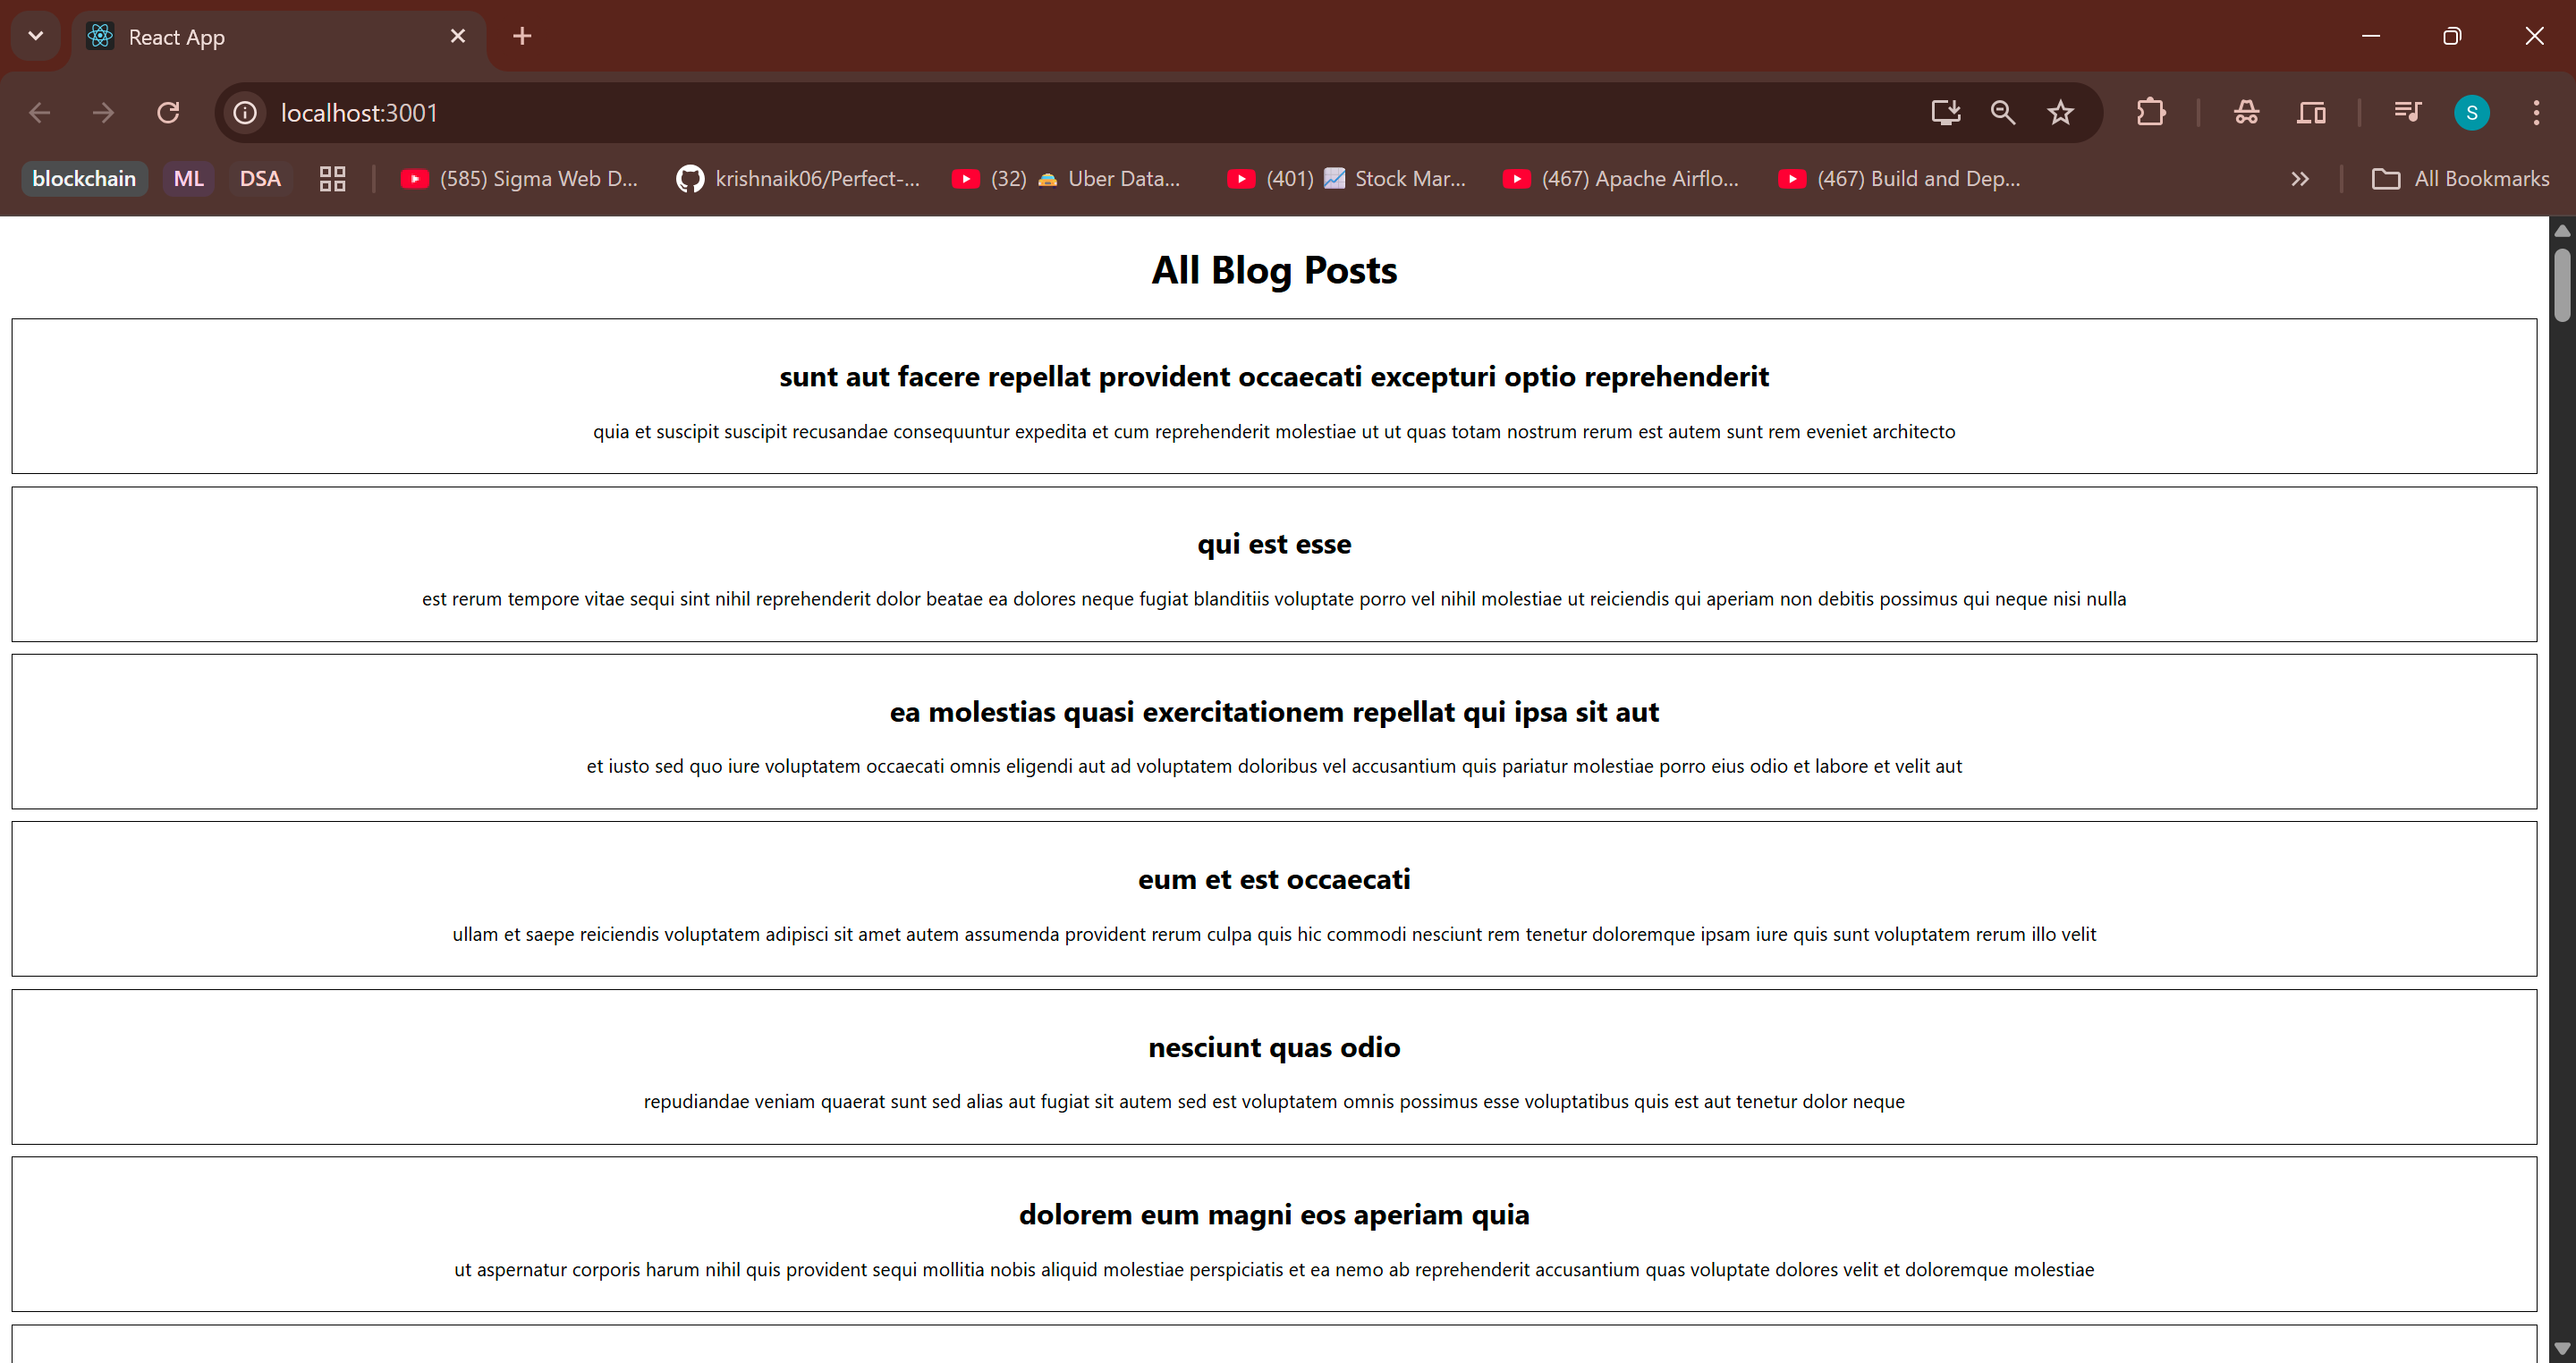 React App
localhost:3001
blockchain ML DSA (585) Sigma Web D... krishnaik06/Perfect-... (32) 🚖 Uber Data... (401) 📈 Stock Mar... (467) Apache Airflo... (467) Build and Dep... All Bookmarks
S
All Blog Posts
sunt aut facere repellat provident occaecati excepturi optio reprehenderit
quia et suscipit suscipit recusandae consequuntur expedita et cum reprehenderit molestiae ut ut quas totam nostrum rerum est autem sunt rem eveniet architecto
qui est esse
est rerum tempore vitae sequi sint nihil reprehenderit dolor beatae ea dolores neque fugiat blanditiis voluptate porro vel nihil molestiae ut reiciendis qui aperiam non debitis possimus qui neque nisi nulla
ea molestias quasi exercitationem repellat qui ipsa sit aut
et iusto sed quo iure voluptatem occaecati omnis eligendi aut ad voluptatem doloribus vel accusantium quis pariatur molestiae porro eius odio et labore et velit aut
eum et est occaecati
ullam et saepe reiciendis voluptatem adipisci sit amet autem assumenda provident rerum culpa quis hic commodi nesciunt rem tenetur doloremque ipsam iure quis sunt voluptatem rerum illo velit
nesciunt quas odio
repudiandae veniam quaerat sunt sed alias aut fugiat sit autem sed est voluptatem omnis possimus esse voluptatibus quis est aut tenetur dolor neque
dolorem eum magni eos aperiam quia
ut aspernatur corporis harum nihil quis provident sequi mollitia nobis aliquid molestiae perspiciatis et ea nemo ab reprehenderit accusantium quas voluptate dolores velit et doloremque molestiae